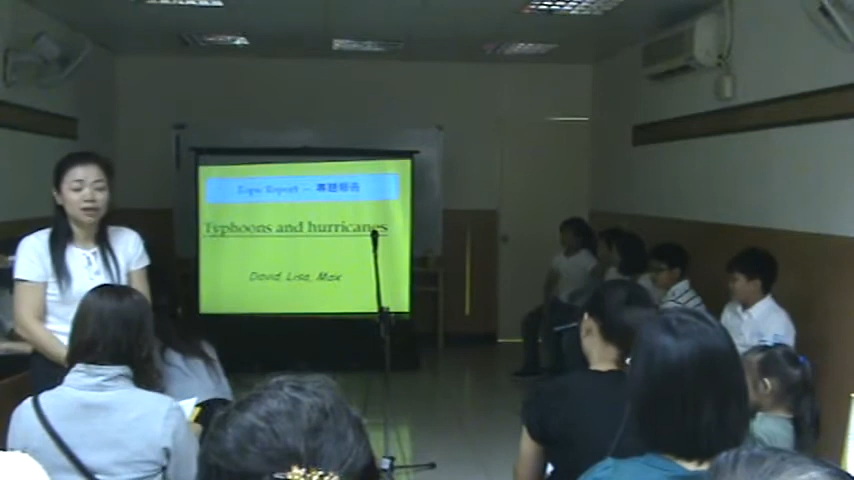 Topic Report – 專題報告
Typhoons and hurricanes
David, Lisa, Max